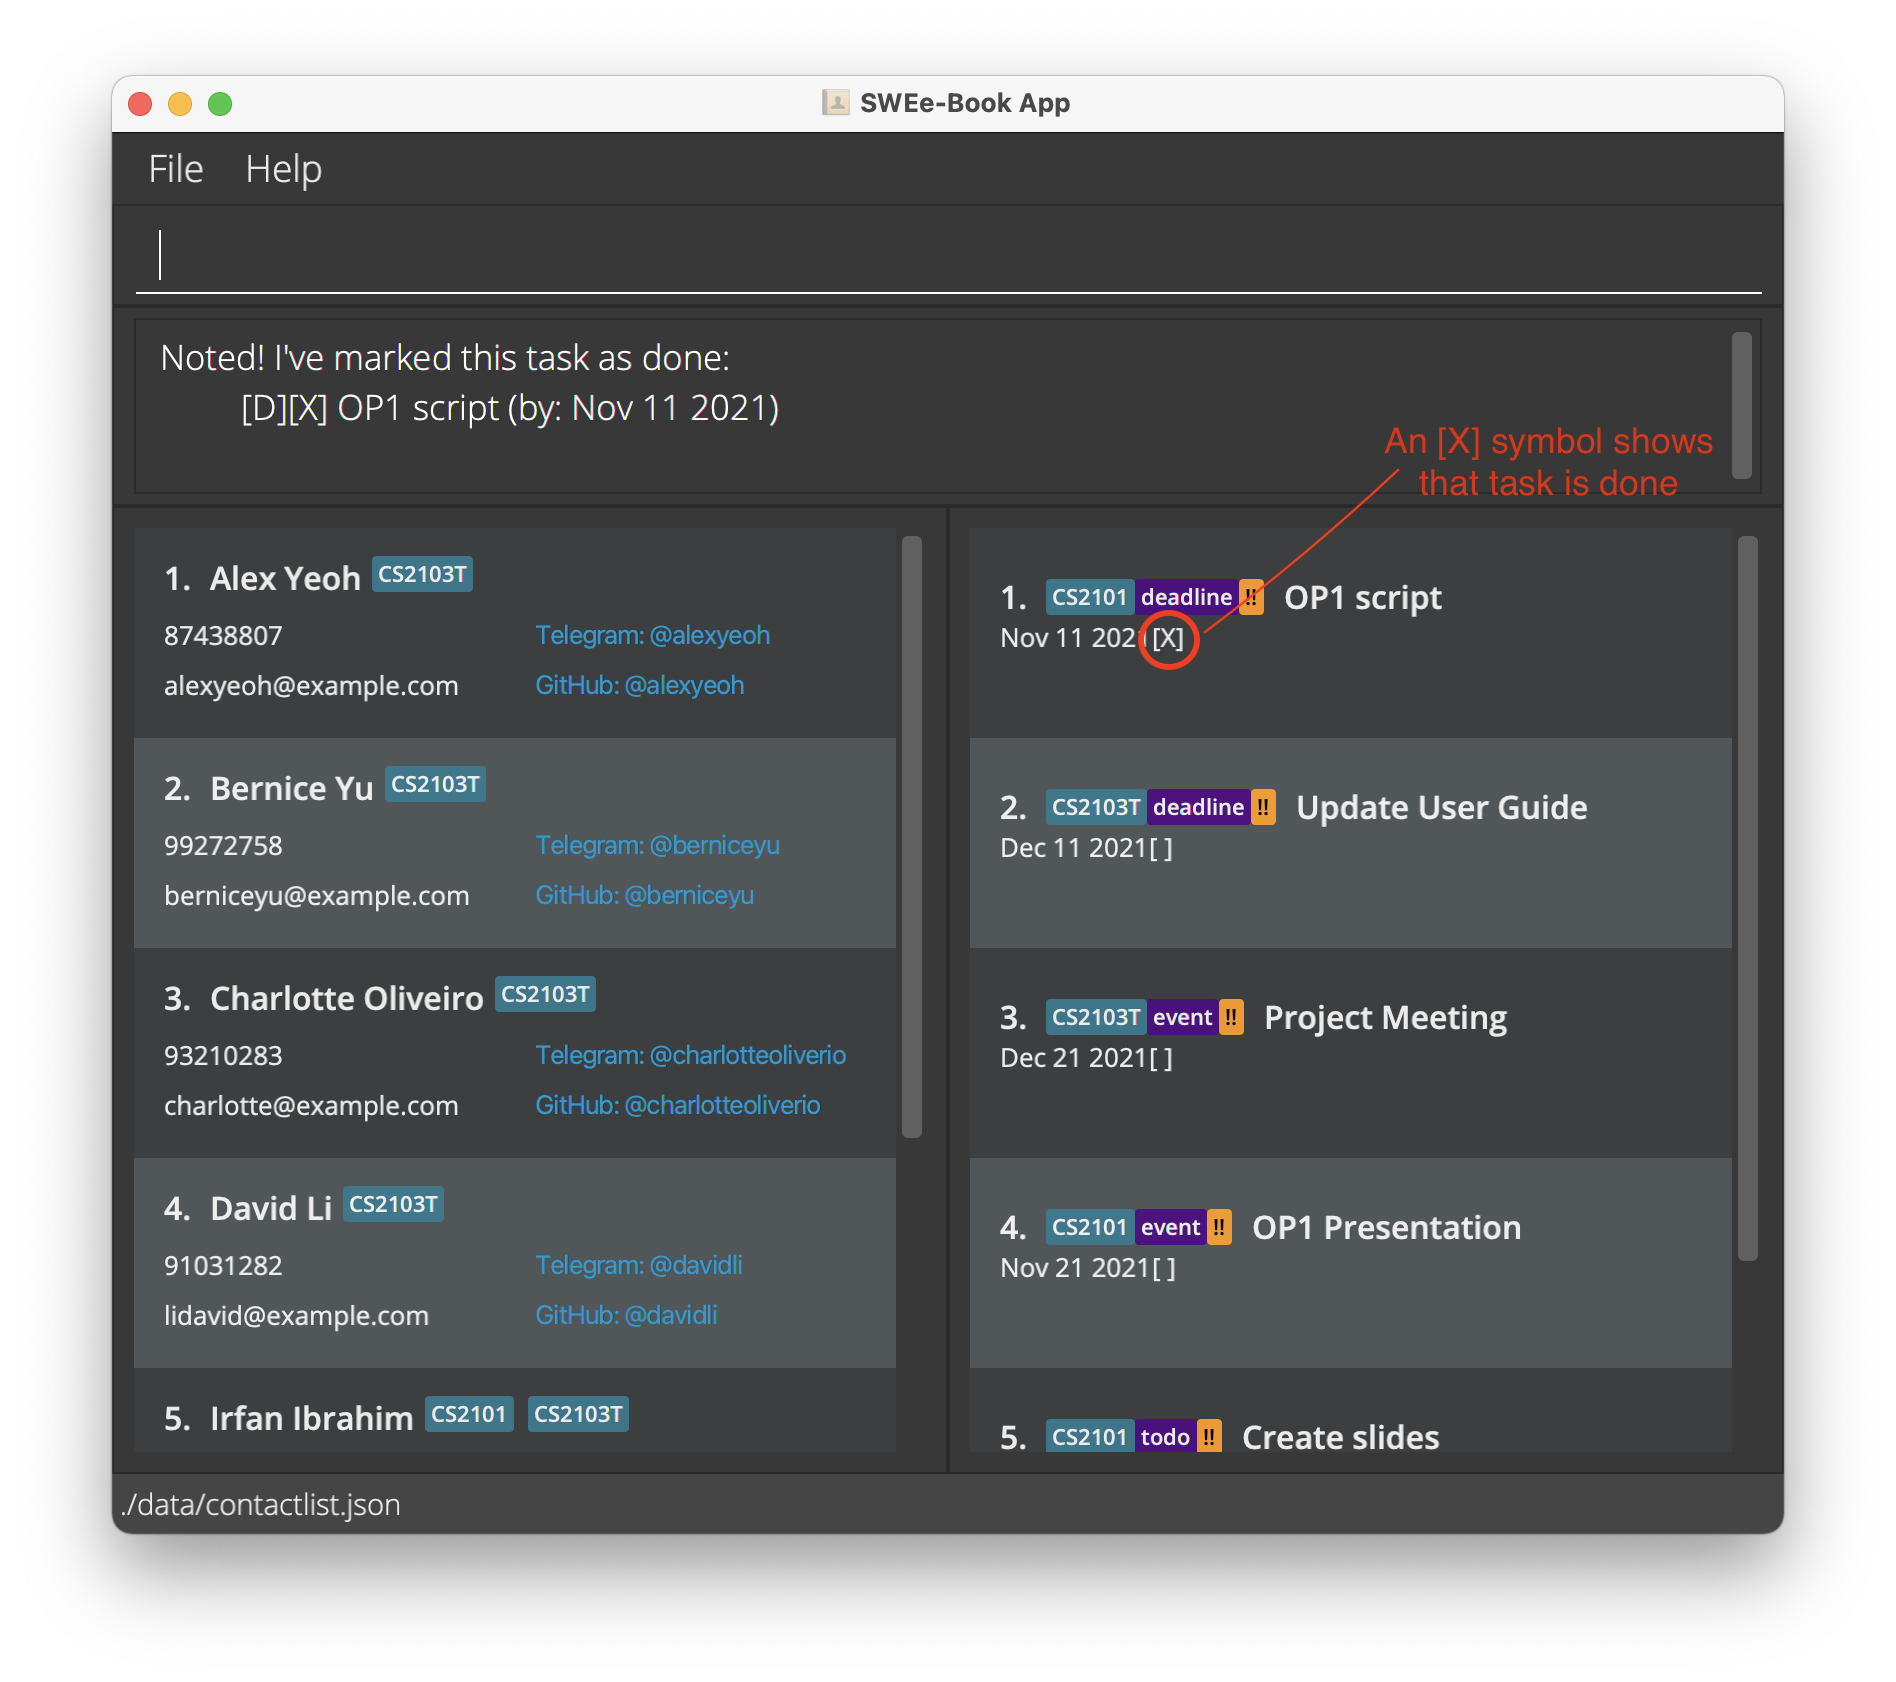 SWEe-Book App
File Help
Noted! I've marked this task as done:
[D][X] OP1 script (by: Nov 11 2021)
An [X] symbol shows
that task is done
1. Alex Yeoh CS2103T
87438807 Telegram: @alexyeoh
alexyeoh@example.com GitHub: @alexyeoh
2. Bernice Yu CS2103T
99272758 Telegram: @berniceyu
berniceyu@example.com GitHub: @berniceyu
3. Charlotte Oliveiro CS2103T
93210283 Telegram: @charlotteoliverio
charlotte@example.com GitHub: @charlotteoliverio
4. David Li CS2103T
91031282 Telegram: @davidli
lidavid@example.com GitHub: @davidli
5. Irfan Ibrahim CS2101 CS2103T
1. CS2101 deadline !! OP1 script
Nov 11 2021[X]
2. CS2103T deadline !! Update User Guide
Dec 11 2021[ ]
3. CS2103T event !! Project Meeting
Dec 21 2021[ ]
4. CS2101 event !! OP1 Presentation
Nov 21 2021[ ]
5. CS2101 todo !! Create slides
./data/contactlist.json